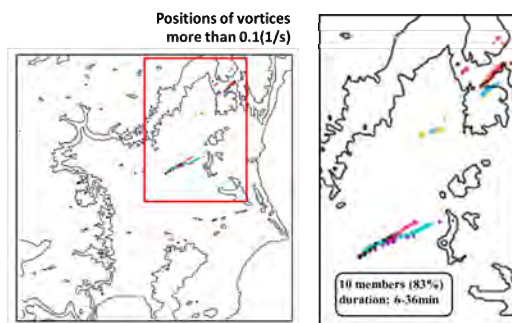 Positions of vortices
more than 0.1(1/s)
10 members (83%)
duration: 6-36min